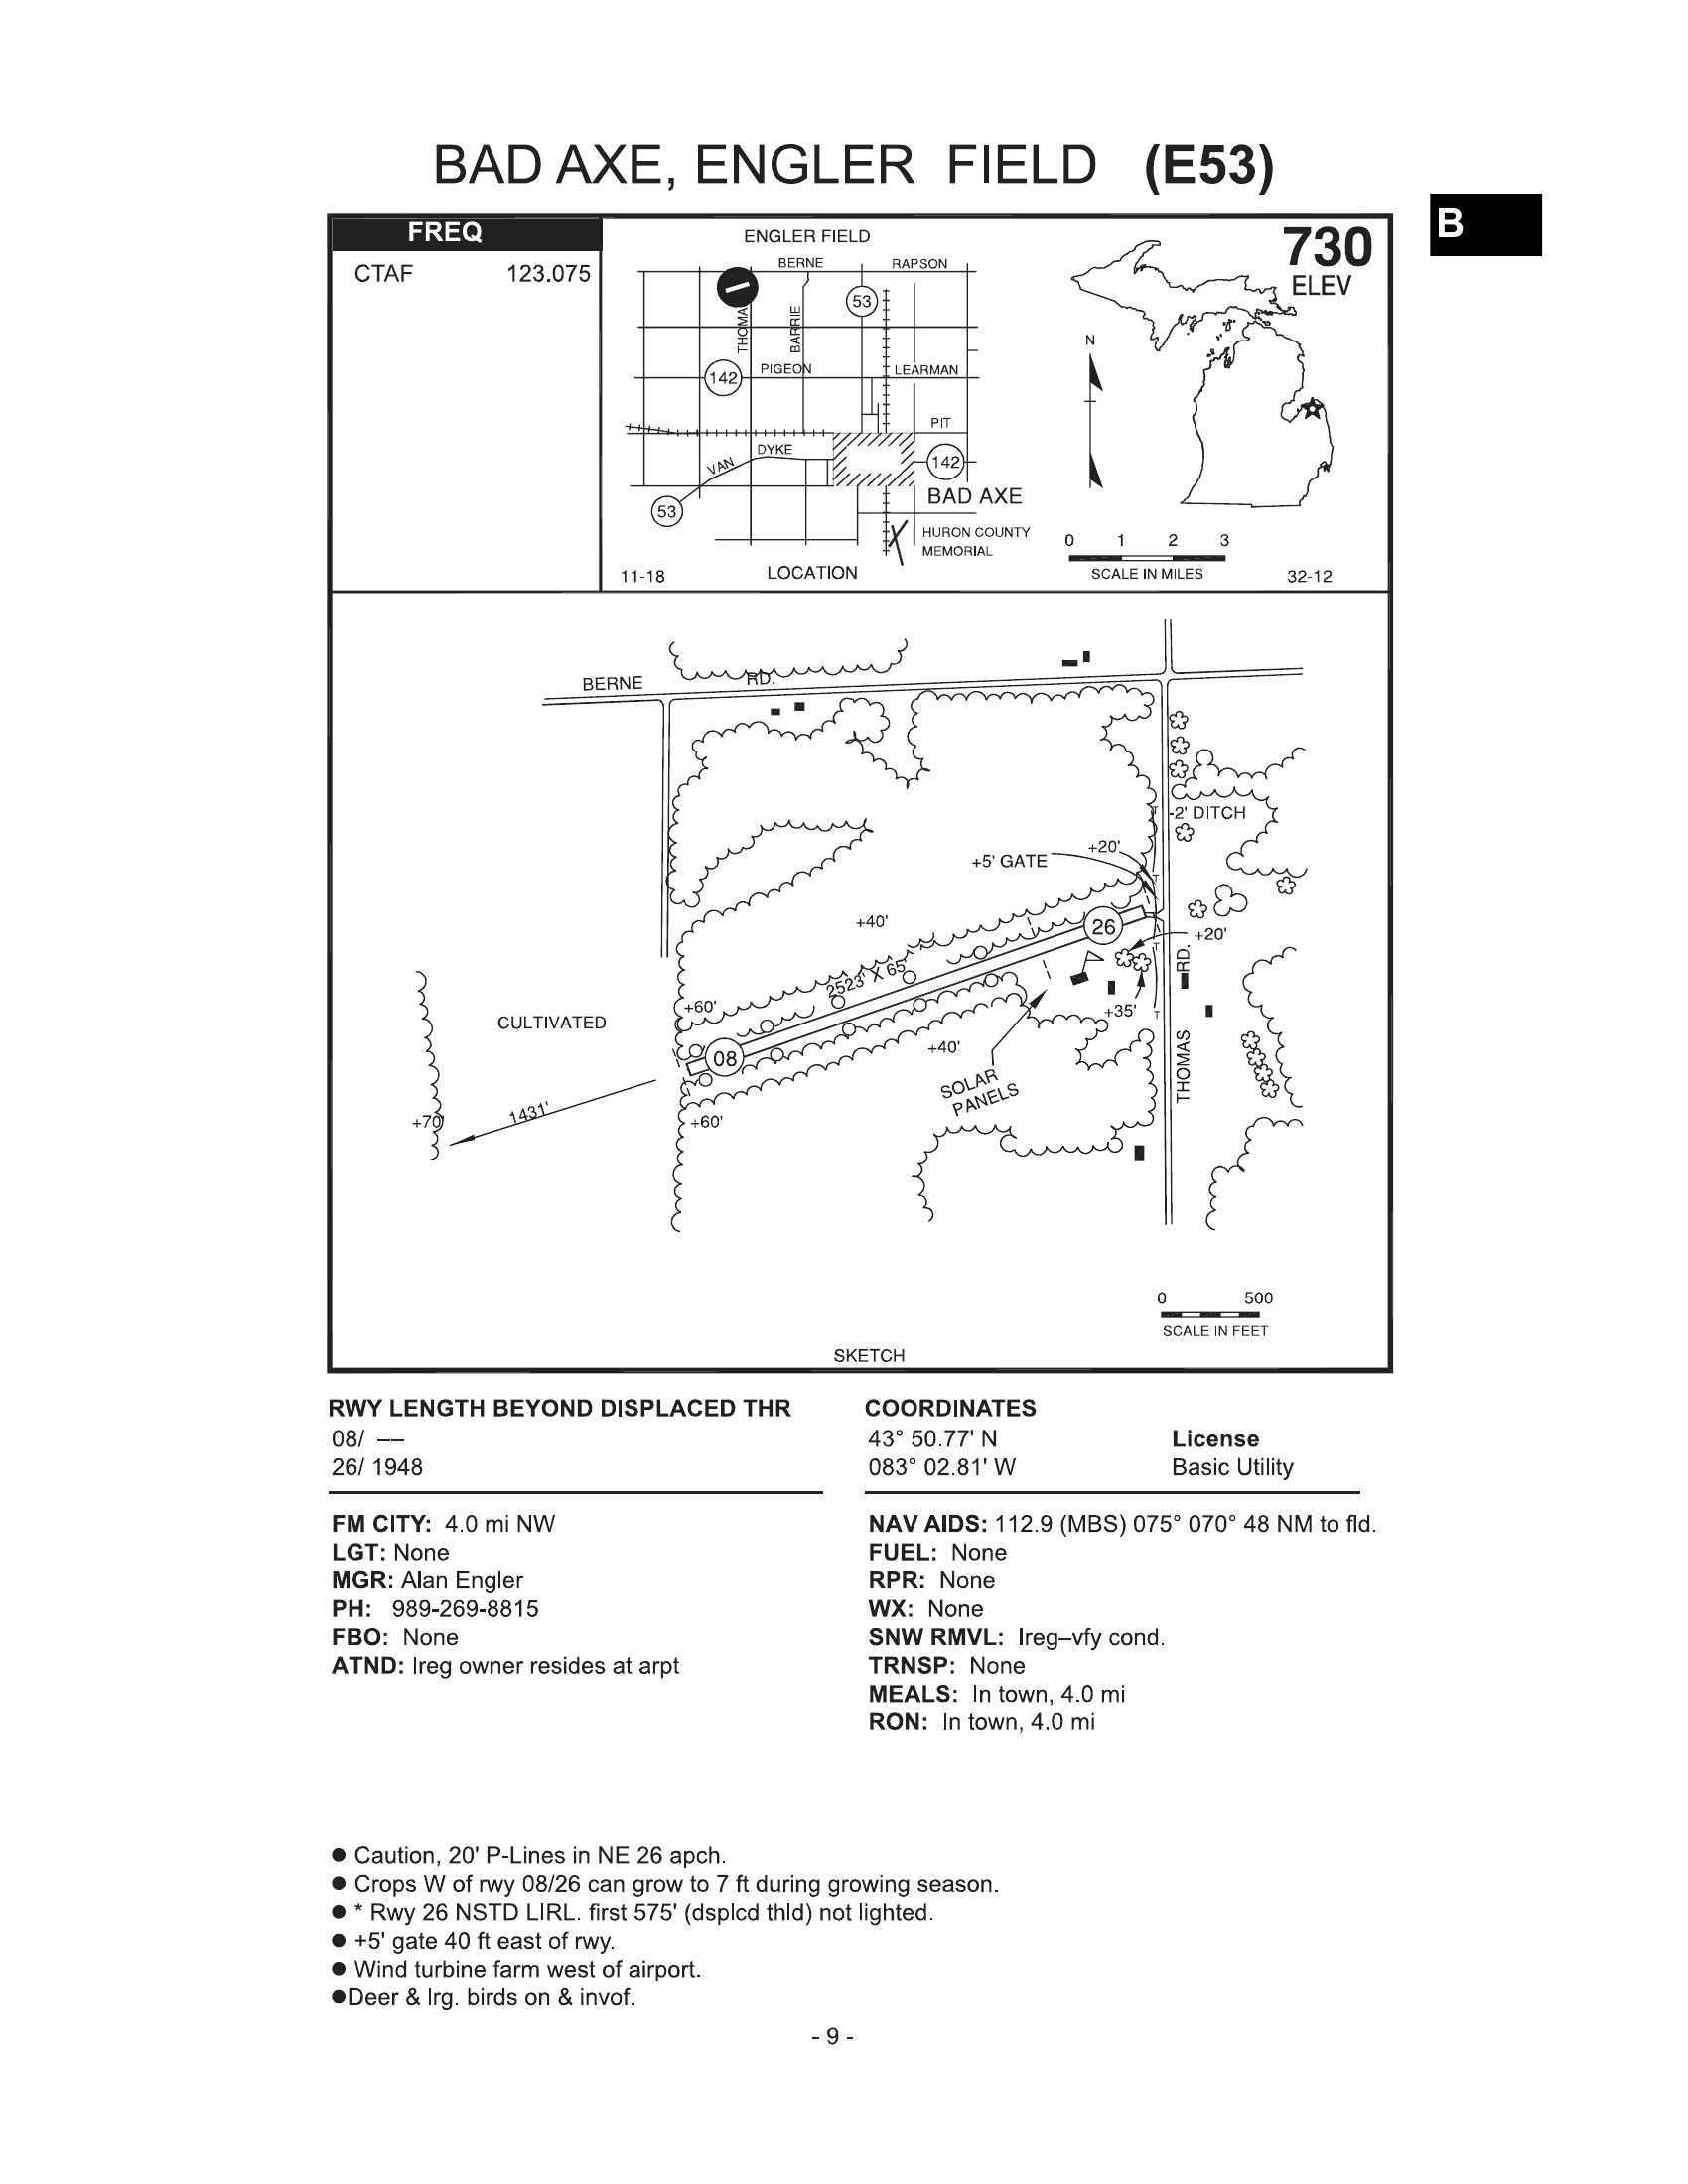 BAD AXE, ENGLER FIELD (E53)
B
FREQ
CTAF 123.075
ENGLER FIELD
BERNE
RAPSON
THOMA
BARRIE
53
142
PIGEON
LEARMAN
PIT
VAN
DYKE
142
53
BAD AXE
HURON COUNTY
MEMORIAL
11-18
LOCATION
730
ELEV
N
0 1 2 3
SCALE IN MILES
32-12
BERNE RD.
-2' DITCH
+20'
+5' GATE
+40'
26
+20'
2523' X 65'
+60'
CULTIVATED
RD.
+35'
08
+40'
THOMAS
SOLAR
PANELS
1431'
+70'
+60'
0 500
SCALE IN FEET
SKETCH
T
T
T
T
RWY LENGTH BEYOND DISPLACED THR
08/ ––
26/ 1948
COORDINATES
43° 50.77' N
083° 02.81' W
License
Basic Utility
FM CITY: 4.0 mi NW
LGT: None
MGR: Alan Engler
PH: 989-269-8815
FBO: None
ATND: Ireg owner resides at arpt
NAV AIDS: 112.9 (MBS) 075° 070° 48 NM to fld.
FUEL: None
RPR: None
WX: None
SNW RMVL: Ireg–vfy cond.
TRNSP: None
MEALS: In town, 4.0 mi
RON: In town, 4.0 mi
● Caution, 20' P-Lines in NE 26 apch.
● Crops W of rwy 08/26 can grow to 7 ft during growing season.
● * Rwy 26 NSTD LIRL. first 575' (dsplcd thld) not lighted.
● +5' gate 40 ft east of rwy.
● Wind turbine farm west of airport.
●Deer & lrg. birds on & invof.
- 9 -